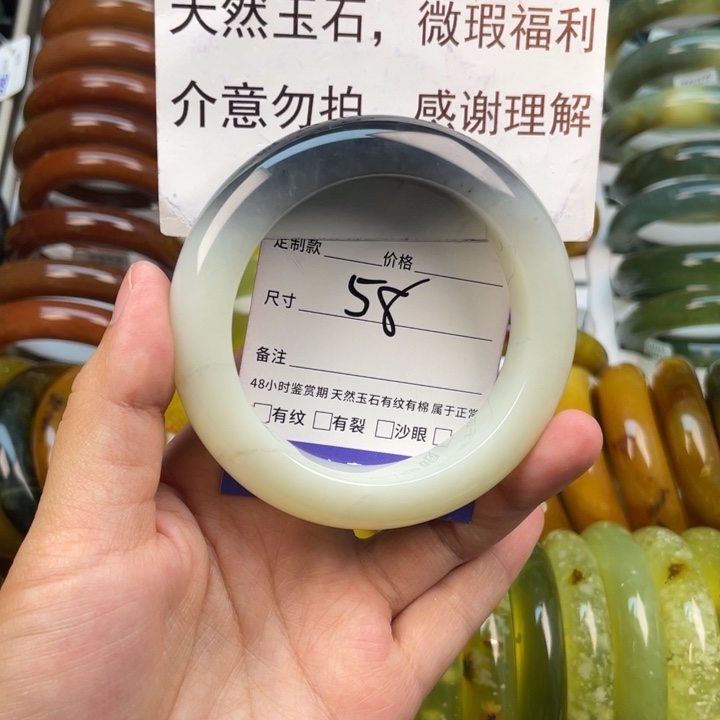 天然玉石，微瑕福利
介意勿拍 感谢理解
定制款 价格
尺寸 58
备注
48小时鉴赏期 天然玉石有纹有棉 属于正常
□有纹 □有裂 □沙眼 □